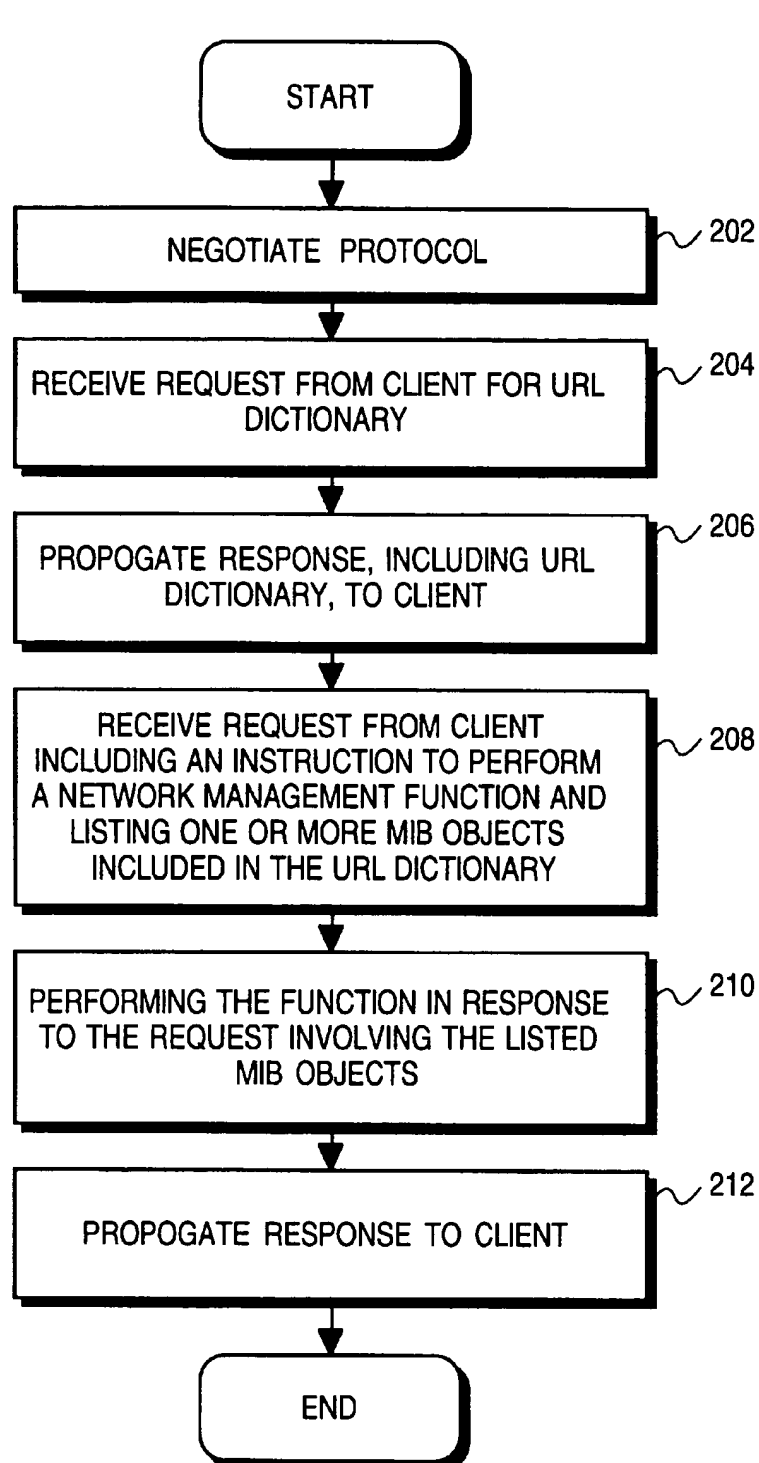 START
NEGOTIATE PROTOCOL
202
RECEIVE REQUEST FROM CLIENT FOR URL
DICTIONARY
204
PROPOGATE RESPONSE, INCLUDING URL
DICTIONARY, TO CLIENT
206
RECEIVE REQUEST FROM CLIENT
INCLUDING AN INSTRUCTION TO PERFORM
A NETWORK MANAGEMENT FUNCTION AND
LISTING ONE OR MORE MIB OBJECTS
INCLUDED IN THE URL DICTIONARY
208
PERFORMING THE FUNCTION IN RESPONSE
TO THE REQUEST INVOLVING THE LISTED
MIB OBJECTS
210
PROPOGATE RESPONSE TO CLIENT
212
END